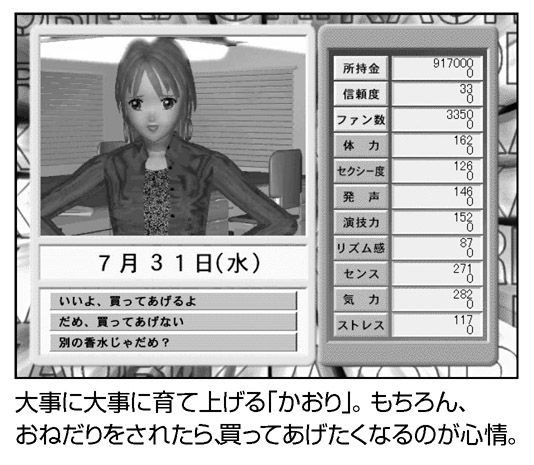 所持金 917000
0
信頼度 33
0
ファン数 3350
0
体　力 162
0
セクシー度 126
0
発　声 146
0
演技力 152
0
リズム感 87
0
センス 271
0
気　力 282
0
ストレス 117
0
７月３１日(水)
いいよ、買ってあげるよ
だめ、買ってあげない
別の香水じゃだめ？
大事に大事に育て上げる「かおり」。もちろん、
おねだりをされたら、買ってあげたくなるのが心情。